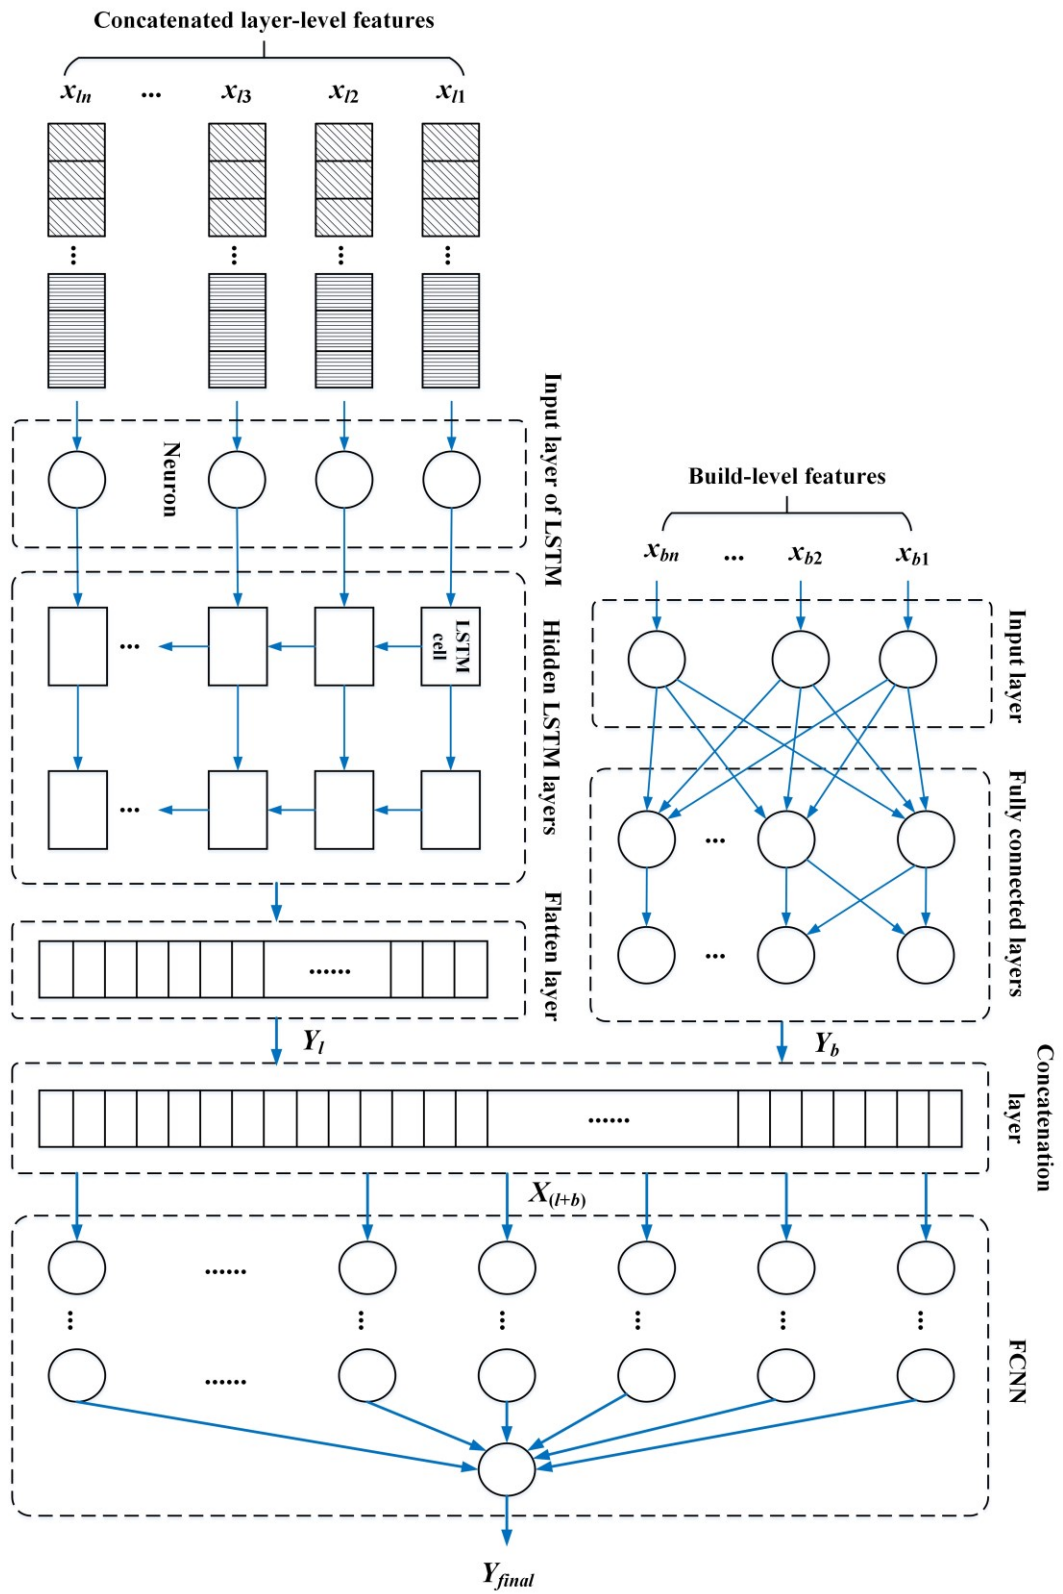 Concatenated layer-level features
xln ... xl3 xl2 xl1
Input layer of LSTM
Neuron
Build-level features
xbn ... xb2 xb1
Input layer
LSTM
cell
...
Hidden LSTM layers
...
Fully connected layers
...
...
Flatten layer
......
Yl
Yb
Concatenation
layer
......
X(l+b)
......
FCNN
......
Yfinal